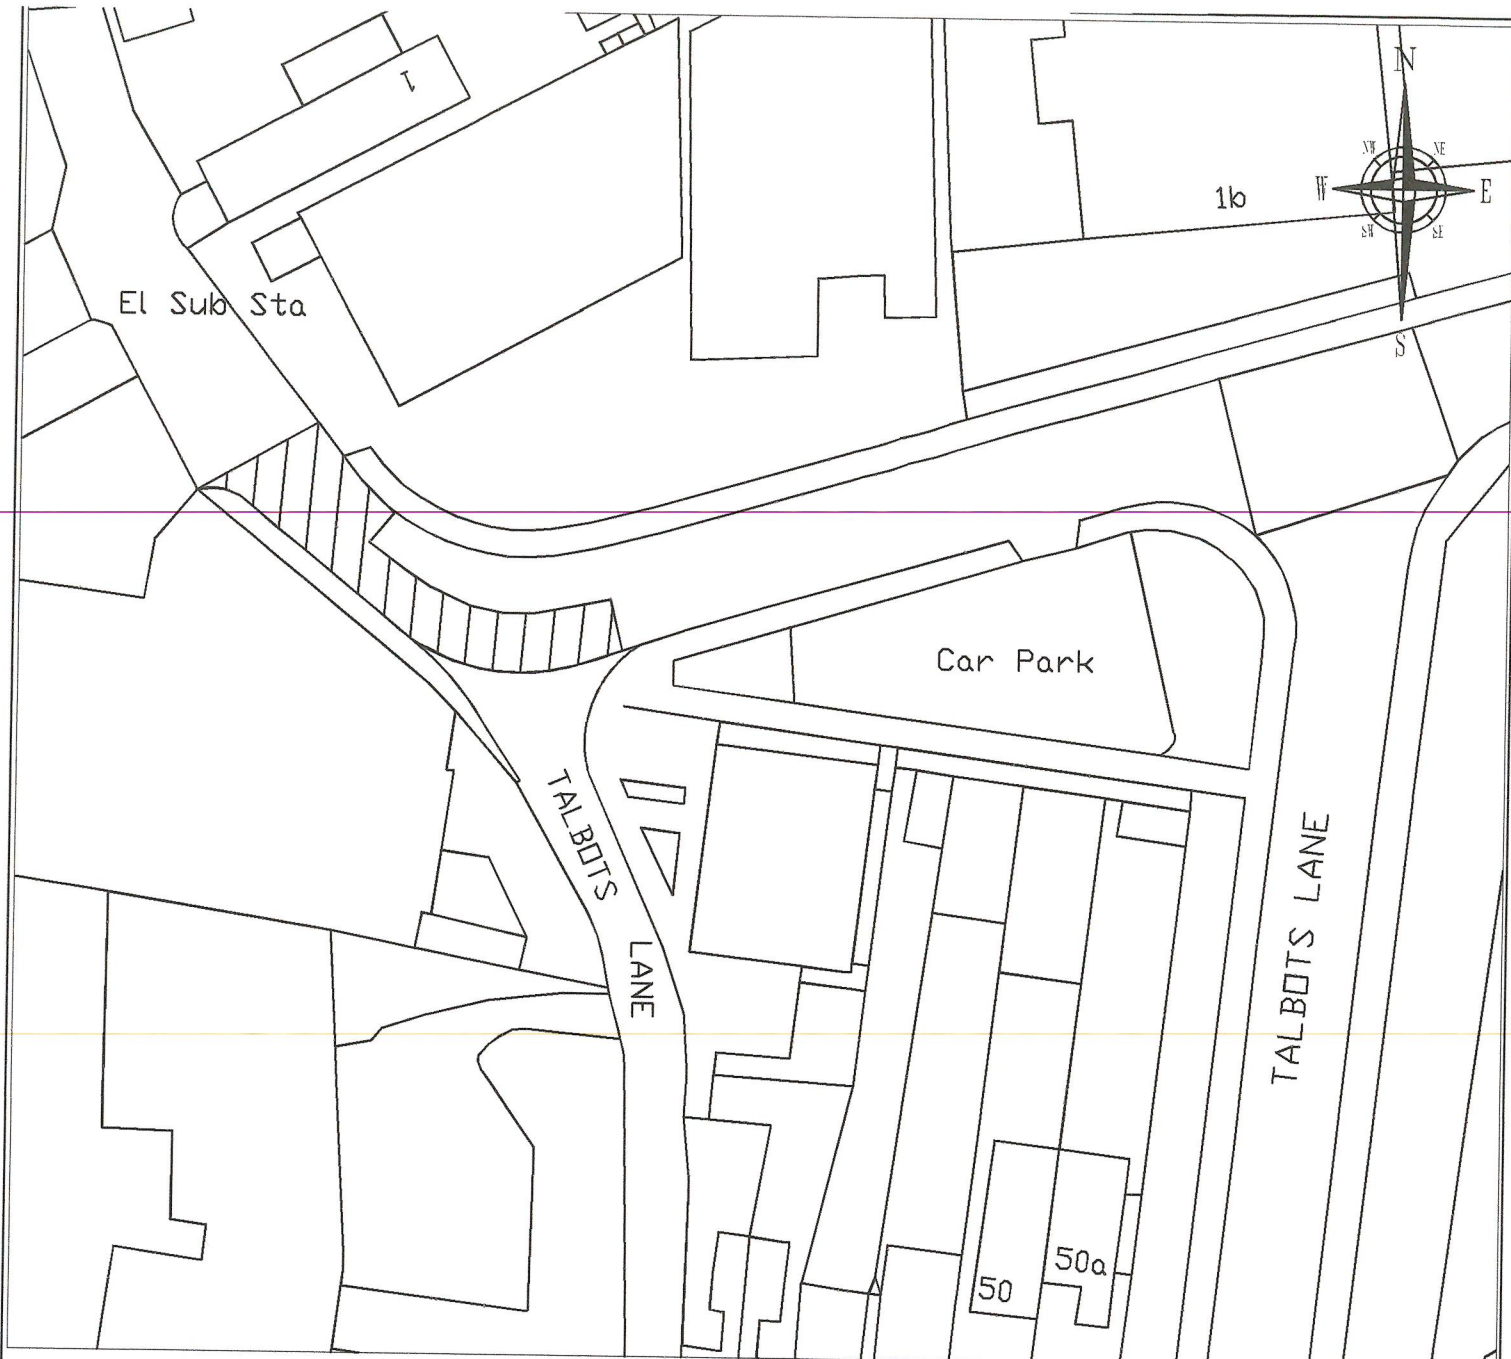 1
N
NW NE
W E
SW SE
S
1b
El Sub Sta
Car Park
TALBOTS
LANE
TALBOTS LANE
50
50a